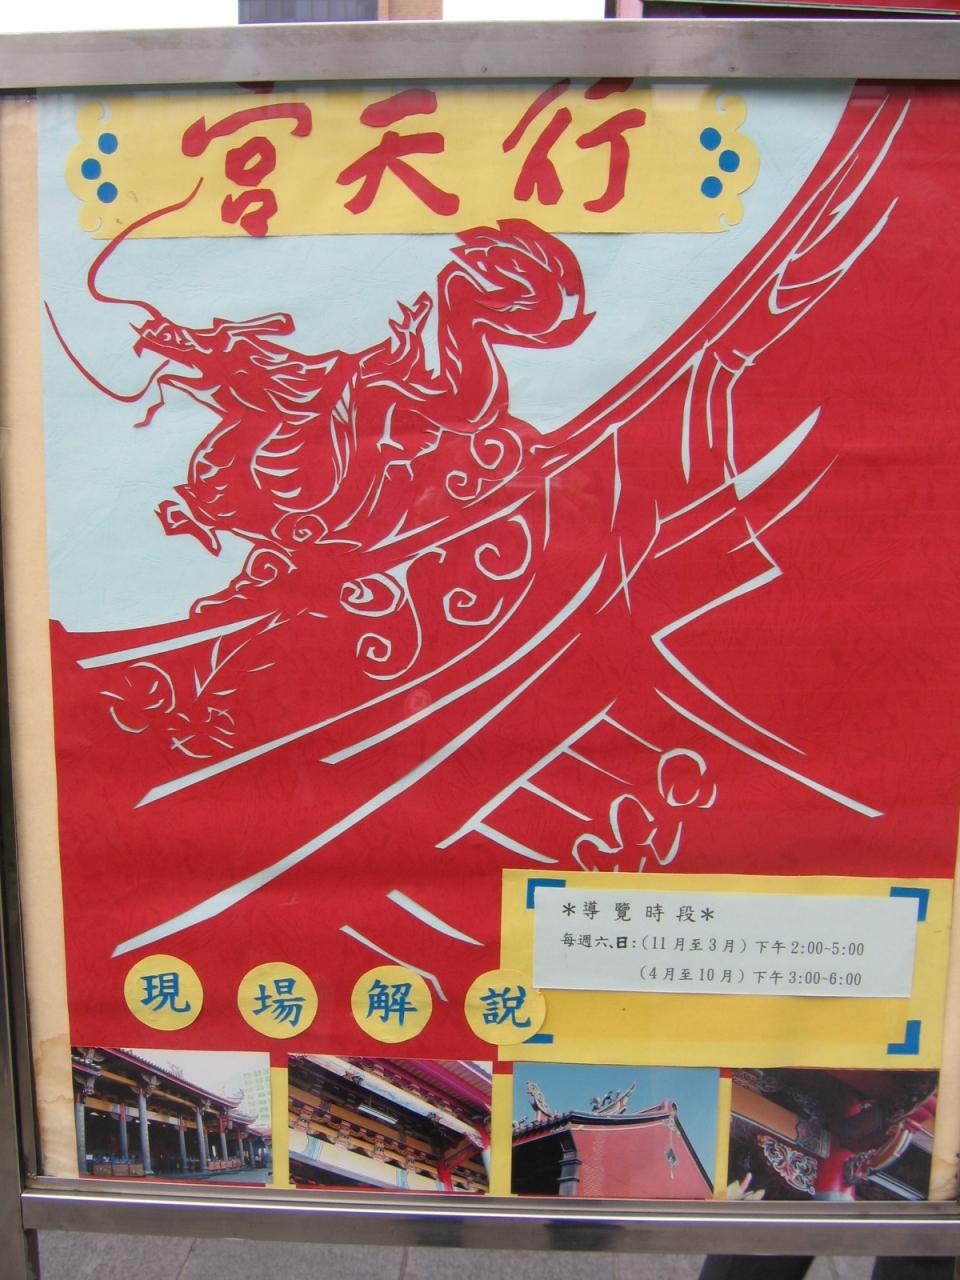 行天宮
*導覽時段*
每週六、日:(11月至3月)下午2:00~5:00
(4月至10月)下午3:00~6:00
現場解說